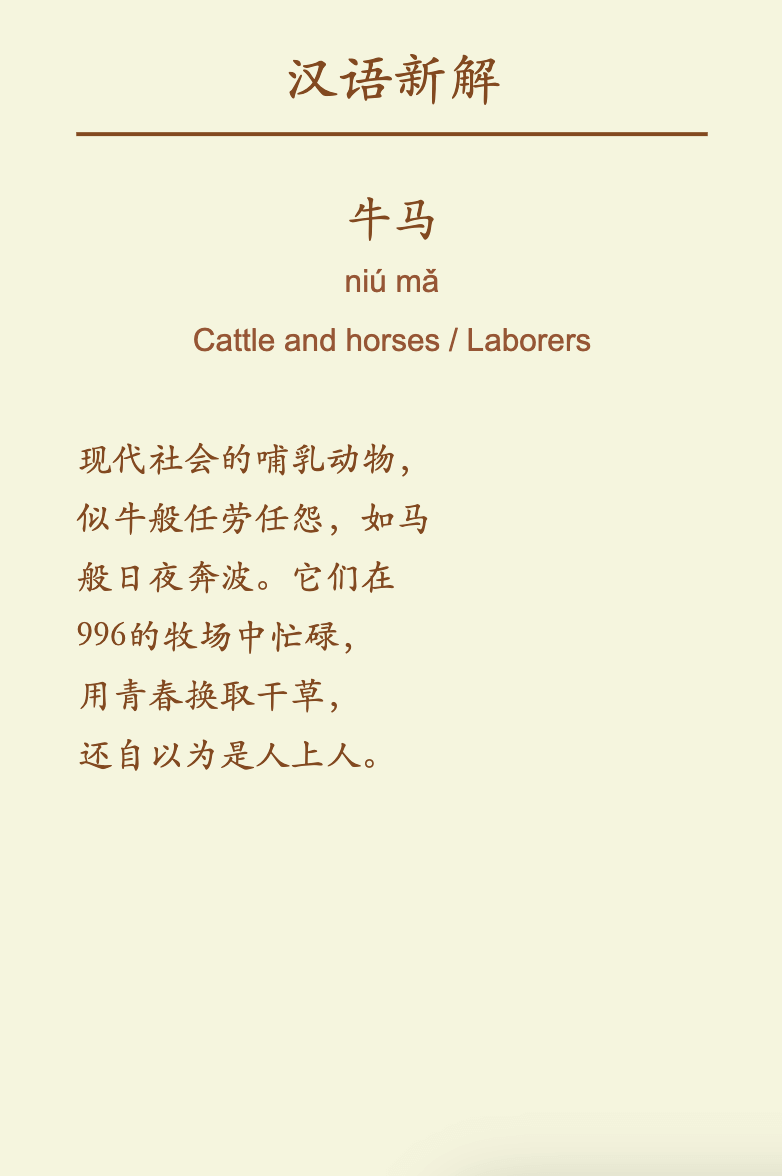 汉语新解
牛马
niú mǎ
Cattle and horses / Laborers
现代社会的哺乳动物，
似牛般任劳任怨，如马
般日夜奔波。它们在
996的牧场中忙碌，
用青春换取干草，
还自以为是人上人。